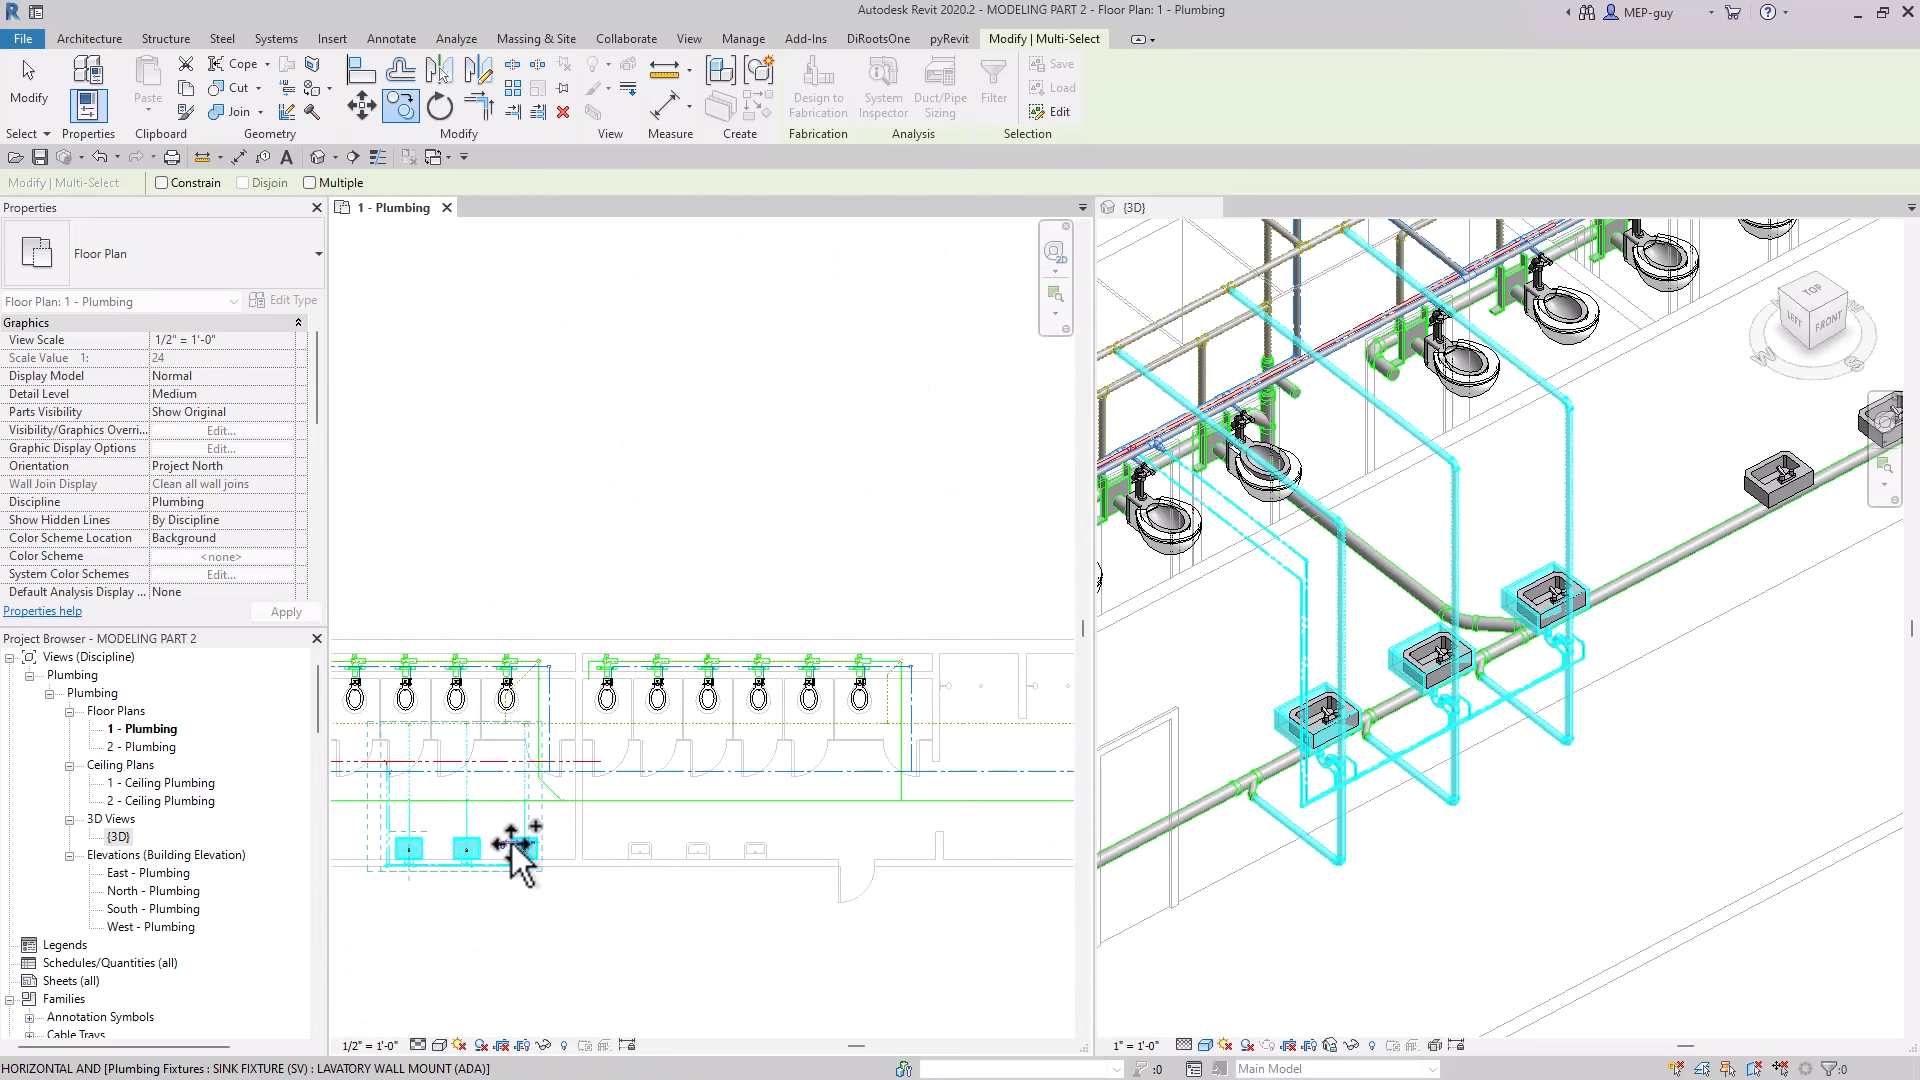 Autodesk Revit 2020.2 - MODELING PART 2 - Floor Plan: 1 - Plumbing
MEP-guy
File Architecture Structure Steel Systems Insert Annotate Analyze Massing & Site Collaborate View Manage Add-Ins DiRootsOne pyRevit Modify | Multi-Select
Cope
Cut
Join
Modify
Paste
Design to Fabrication
System Inspector
Duct/Pipe Sizing
Filter
Save
Load
Edit
Select Properties Clipboard Geometry Modify View Measure Create Fabrication Analysis Selection
Modify | Multi-Select Constrain Disjoin Multiple
Properties
1 - Plumbing
{3D}
Floor Plan
Floor Plan: 1 - Plumbing Edit Type
Graphics
View Scale 1/2" = 1'-0"
Scale Value 1: 24
Display Model Normal
Detail Level Medium
Parts Visibility Show Original
Visibility/Graphics Overri... Edit...
Graphic Display Options Edit...
Orientation Project North
Wall Join Display Clean all wall joins
Discipline Plumbing
Show Hidden Lines By Discipline
Color Scheme Location Background
Color Scheme <none>
System Color Schemes Edit...
Default Analysis Display ... None
Properties help Apply
Project Browser - MODELING PART 2
Views (Discipline)
Plumbing
Plumbing
Floor Plans
1 - Plumbing
2 - Plumbing
Ceiling Plans
1 - Ceiling Plumbing
2 - Ceiling Plumbing
3D Views
{3D}
Elevations (Building Elevation)
East - Plumbing
North - Plumbing
South - Plumbing
West - Plumbing
Legends
Schedules/Quantities (all)
Sheets (all)
Families
Annotation Symbols
Cable Trays
2D
TOP
LEFT
FRONT
W
S
1/2" = 1'-0"
1" = 1'-0"
HORIZONTAL AND [Plumbing Fixtures : SINK FIXTURE (SV) : LAVATORY WALL MOUNT (ADA)]
:0
Main Model
:0